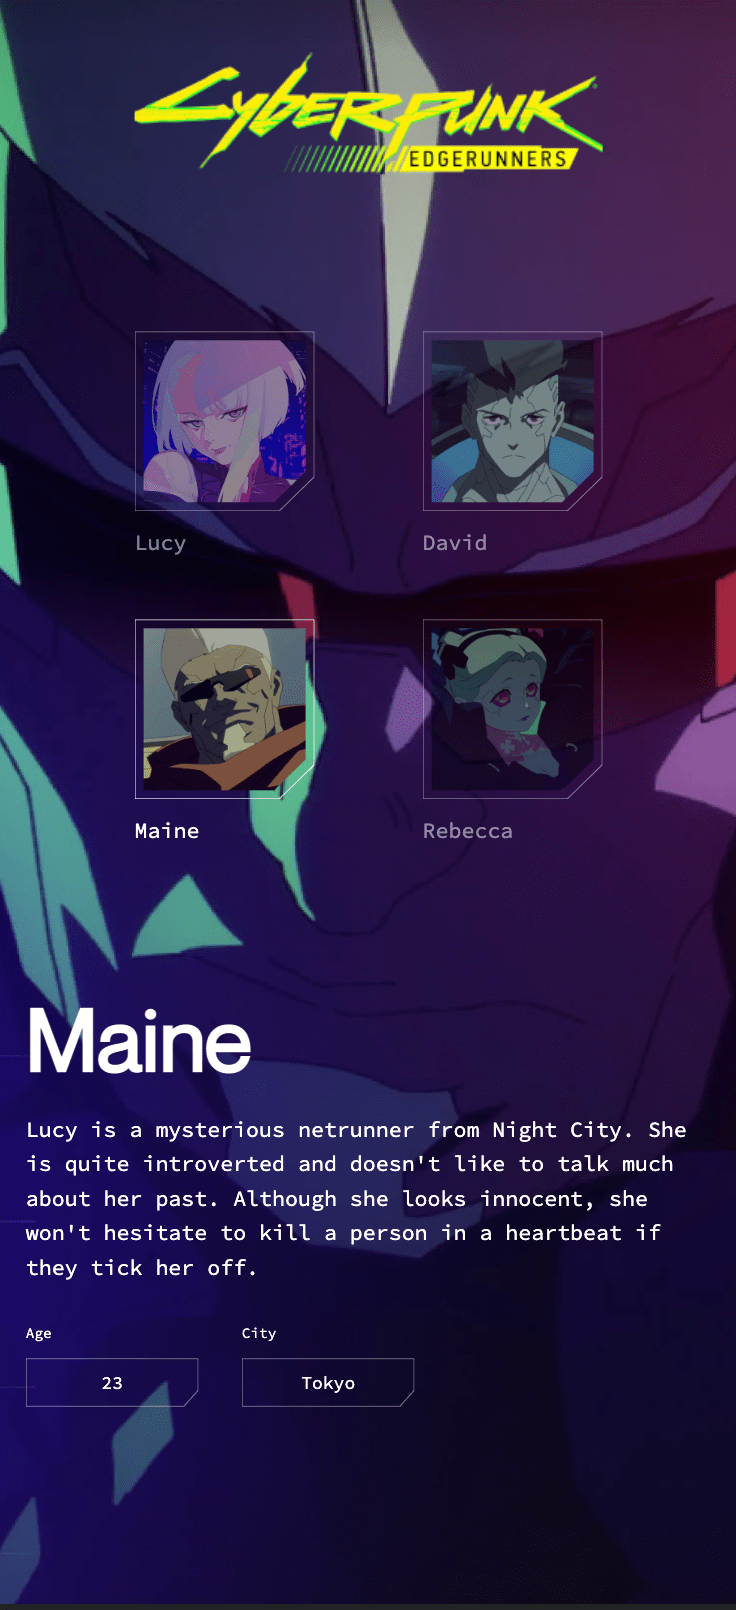 Cyberpunk
EDGERUNNERS
Lucy
David
Maine
Rebecca
Maine
Lucy is a mysterious netrunner from Night City. She
is quite introverted and doesn't like to talk much
about her past. Although she looks innocent, she
won't hesitate to kill a person in a heartbeat if
they tick her off.
Age
City
23
Tokyo